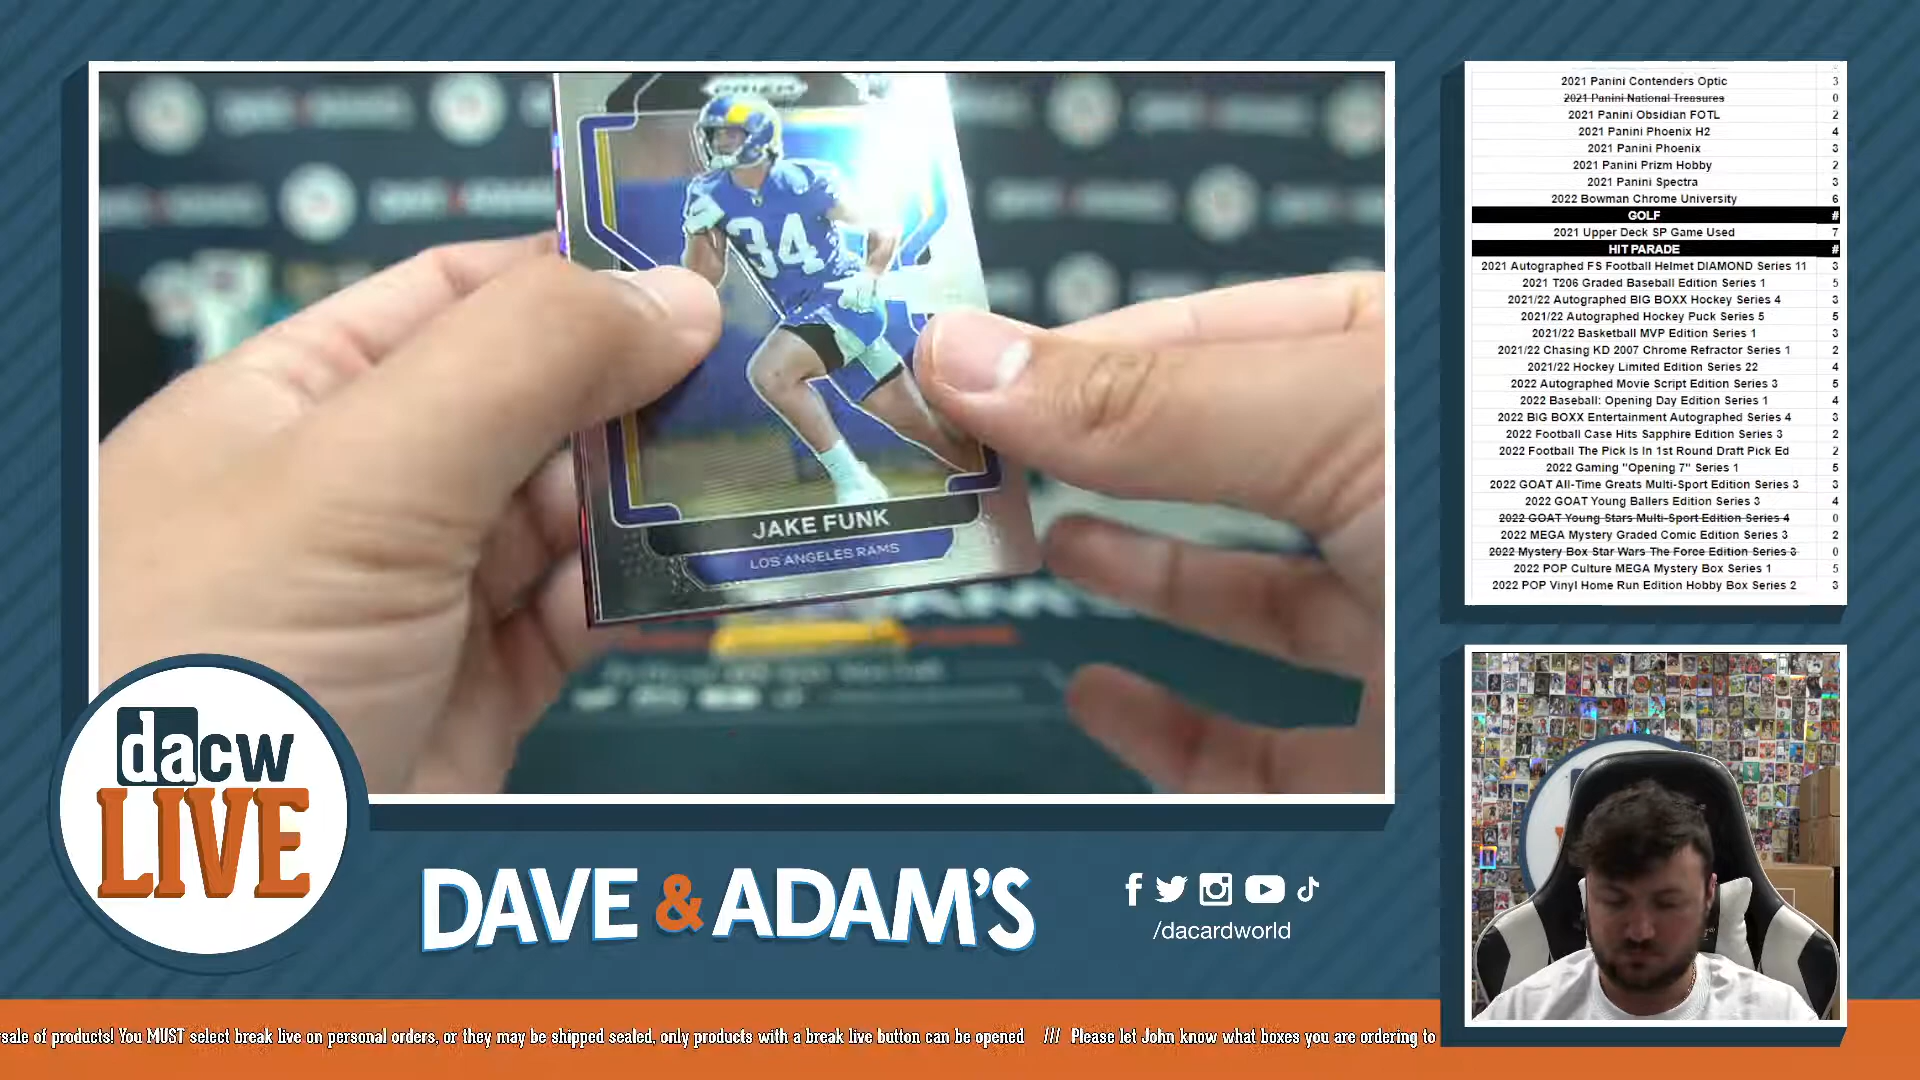 PRIZM
34
JAKE FUNK
LOS ANGELES RAMS
2021 Panini Contenders Optic 3
2021 Panini National Treasures 0
2021 Panini Obsidian FOTL 2
2021 Panini Phoenix H2 4
2021 Panini Phoenix 3
2021 Panini Prizm Hobby 2
2021 Panini Spectra 3
2022 Bowman Chrome University 6
GOLF #
2021 Upper Deck SP Game Used 7
HIT PARADE #
2021 Autographed FS Football Helmet DIAMOND Series 11 3
2021 T206 Graded Baseball Edition Series 1 5
2021/22 Autographed BIG BOXX Hockey Series 4 3
2021/22 Autographed Hockey Puck Series 5 5
2021/22 Basketball MVP Edition Series 1 3
2021/22 Chasing KD 2007 Chrome Refractor Series 1 2
2021/22 Hockey Limited Edition Series 22 4
2022 Autographed Movie Script Edition Series 3 5
2022 Baseball: Opening Day Edition Series 1 4
2022 BIG BOXX Entertainment Autographed Series 4 3
2022 Football Case Hits Sapphire Edition Series 3 2
2022 Football The Pick Is In 1st Round Draft Pick Ed 2
2022 Gaming "Opening 7" Series 1 5
2022 GOAT All-Time Greats Multi-Sport Edition Series 3 3
2022 GOAT Young Ballers Edition Series 3 4
2022 GOAT Young Stars Multi-Sport Edition Series 4 0
2022 MEGA Mystery Graded Comic Edition Series 3 2
2022 Mystery Box Star Wars The Force Edition Series 3 0
2022 POP Culture MEGA Mystery Box Series 1 5
2022 POP Vinyl Home Run Edition Hobby Box Series 2 3
dacw
LIVE
DAVE & ADAM'S
/dacardworld
sale of products! You MUST select break live on personal orders, or they may be shipped sealed, only products with a break live button can be opened /// Please let John know what boxes you are ordering to